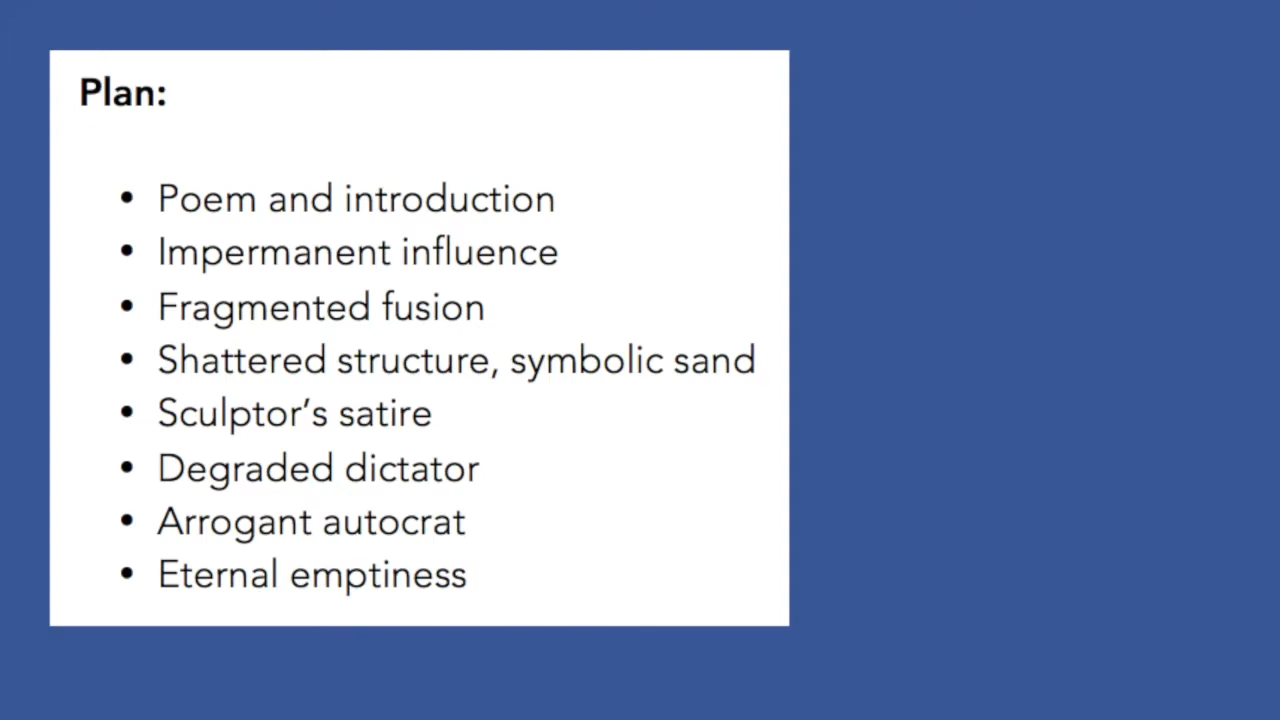 Plan:
• Poem and introduction
• Impermanent influence
• Fragmented fusion
• Shattered structure, symbolic sand
• Sculptor’s satire
• Degraded dictator
• Arrogant autocrat
• Eternal emptiness